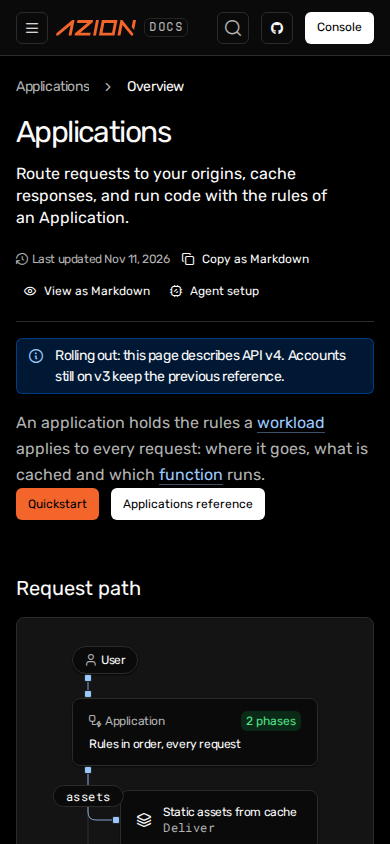 AZION DOCS
Console
Applications > Overview
Applications
Route requests to your origins, cache
responses, and run code with the rules of
an Application.
Last updated Nov 11, 2026 Copy as Markdown
View as Markdown Agent setup
Rolling out: this page describes API v4. Accounts
still on v3 keep the previous reference.
An application holds the rules a workload
applies to every request: where it goes, what is
cached and which function runs.
Quickstart Applications reference
Request path
User
Application 2 phases
Rules in order, every request
assets
Static assets from cache
Deliver